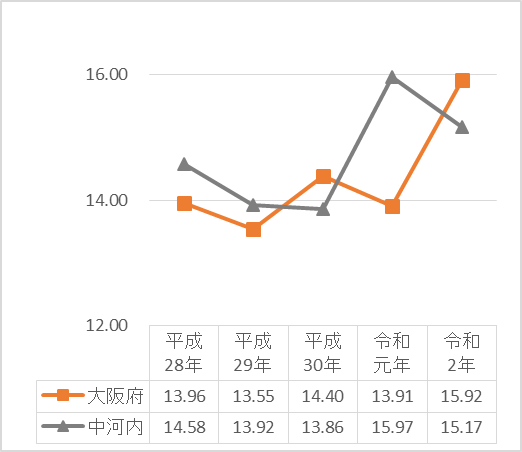 16.00
14.00
12.00
平成 平成 平成 令和 令和
28年 29年 30年 元年 2年
大阪府 13.96 13.55 14.40 13.91 15.92
中河内 14.58 13.92 13.86 15.97 15.17